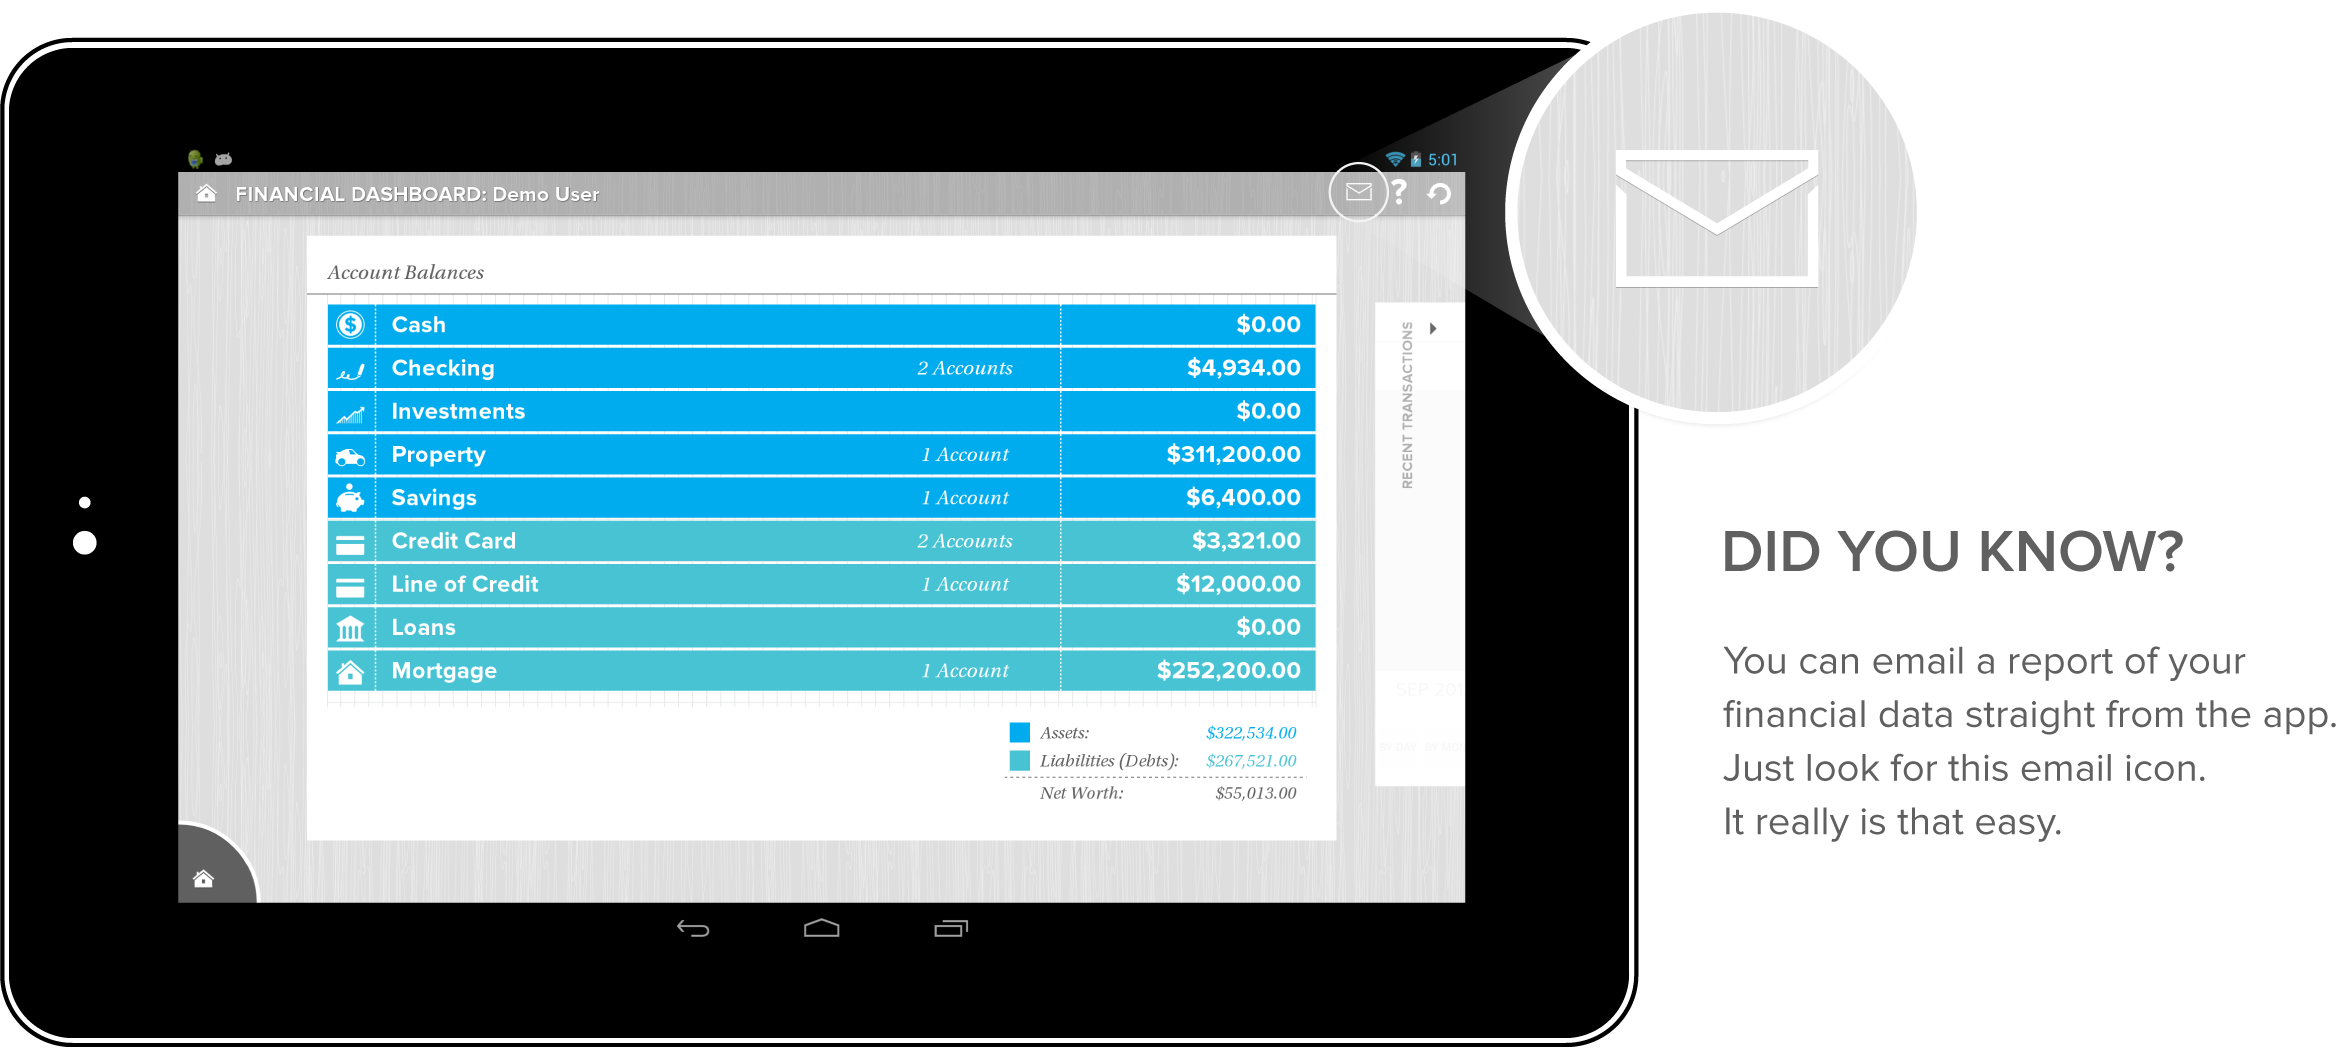 5:01
FINANCIAL DASHBOARD: Demo User
?
Account Balances
$
Cash $0.00
Checking 2 Accounts $4,934.00
Investments $0.00
Property 1 Account $311,200.00
Savings 1 Account $6,400.00
Credit Card 2 Accounts $3,321.00
Line of Credit 1 Account $12,000.00
Loans $0.00
Mortgage 1 Account $252,200.00
Assets: $322,534.00
Liabilities (Debts): $267,521.00
Net Worth: $55,013.00
RECENT TRANSACTIONS
SEP 201
BY DAY BY MO
DID YOU KNOW?
You can email a report of your
financial data straight from the app.
Just look for this email icon.
It really is that easy.